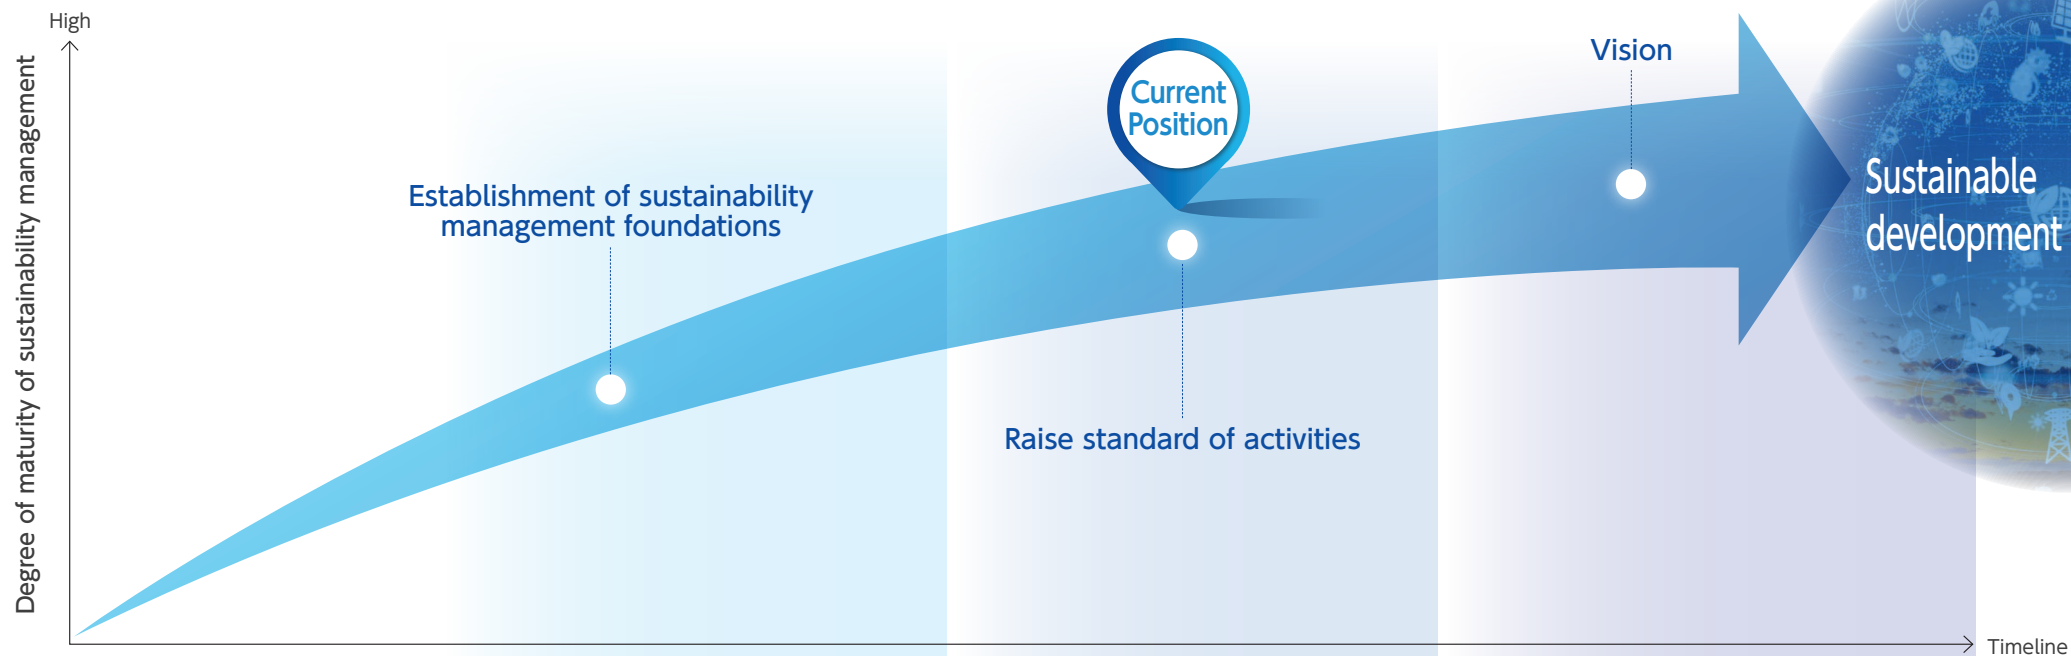 High
Degree of maturity of sustainability management
Establishment of sustainability
management foundations
Current
Position
Raise standard of activities
Vision
Sustainable
development
Timeline